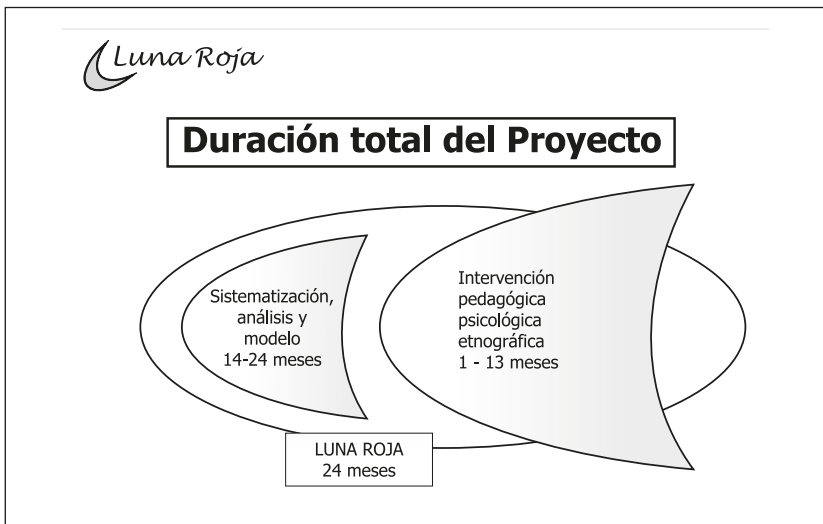 Luna Roja
Duración total del Proyecto
Sistematización,
análisis y
modelo
14-24 meses
Intervención
pedagógica
psicológica
etnográfica
1 - 13 meses
LUNA ROJA
24 meses